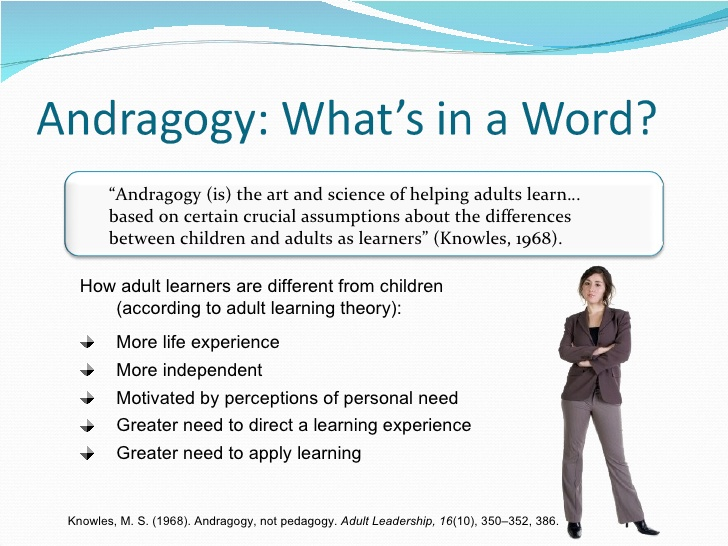 Andragogy: What’s in a Word?
“Andragogy (is) the art and science of helping adults learn…
based on certain crucial assumptions about the differences
between children and adults as learners” (Knowles, 1968).
How adult learners are different from children
(according to adult learning theory):
More life experience
More independent
Motivated by perceptions of personal need
Greater need to direct a learning experience
Greater need to apply learning
Knowles, M. S. (1968). Andragogy, not pedagogy. Adult Leadership, 16(10), 350–352, 386.